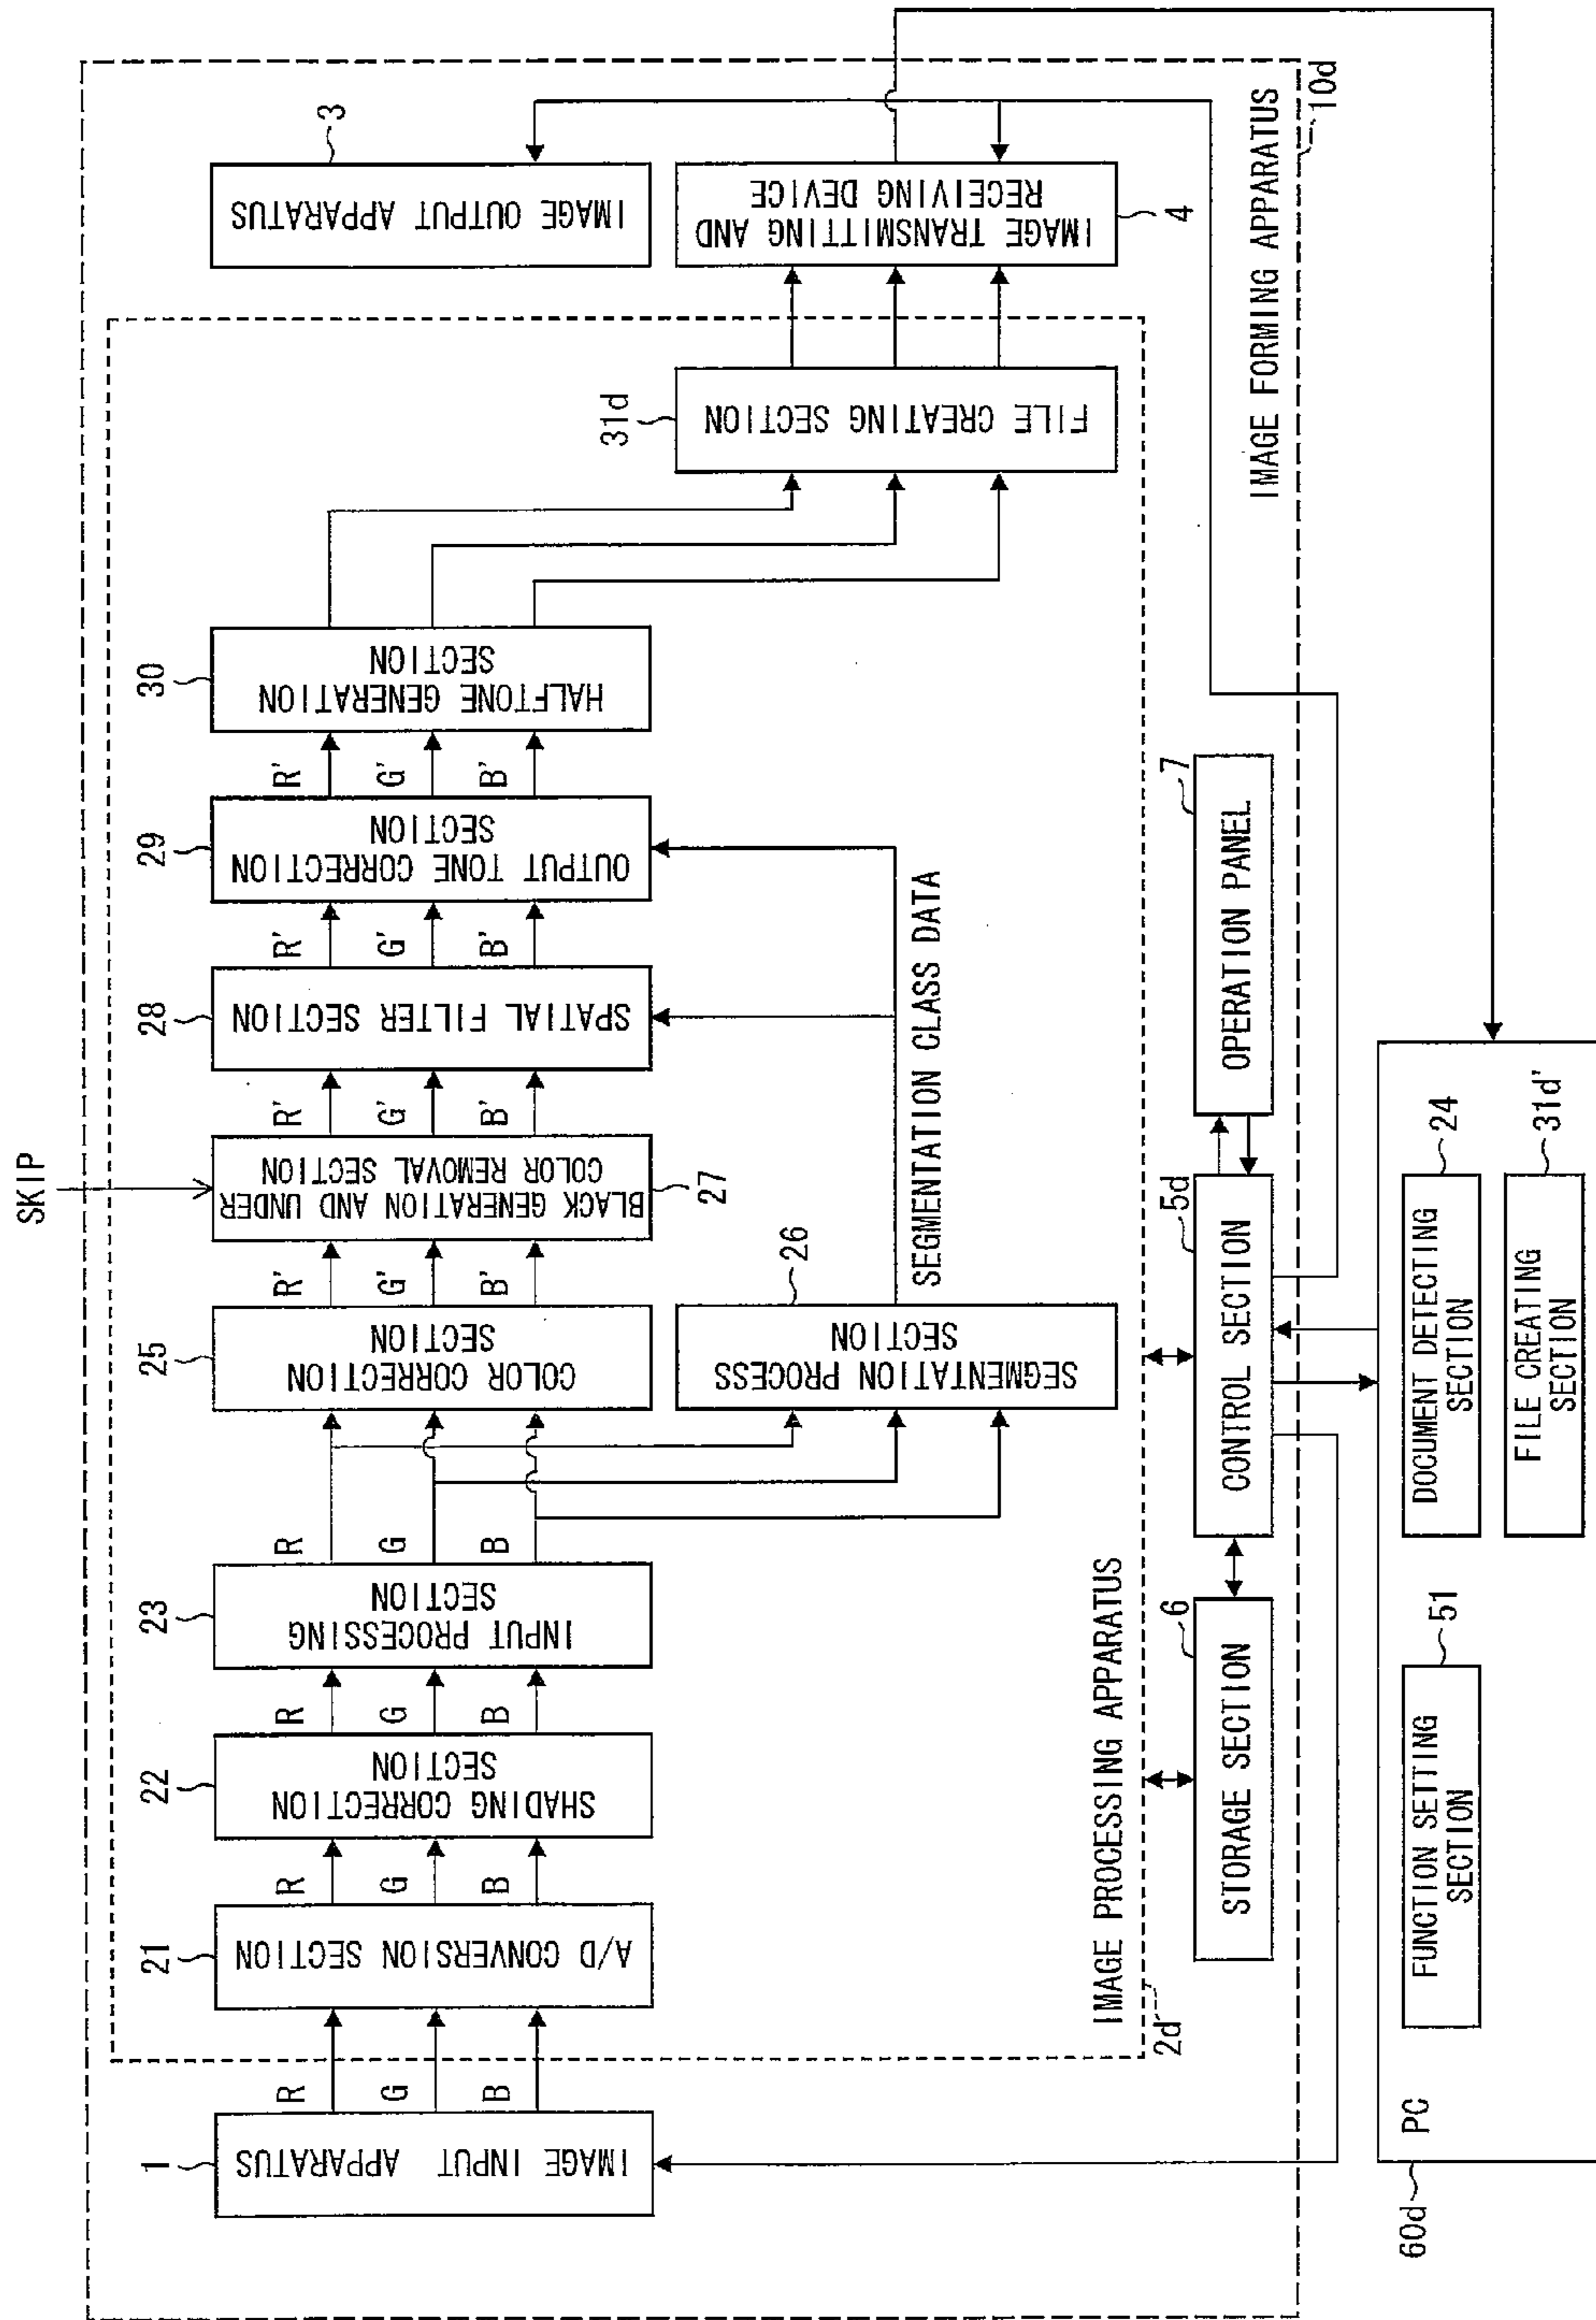 SKIP
1
IMAGE INPUT APPARATUS
R
G
B
21
A/D CONVERSION SECTION
R
G
B
22
SHADING CORRECTION
SECTION
R
G
B
23
INPUT PROCESSING
SECTION
R
G
B
25
COLOR CORRECTION
SECTION
R'
G'
B'
BLACK GENERATION AND UNDER
COLOR REMOVAL SECTION
27
R'
G'
B'
28
SPATIAL FILTER SECTION
R'
G'
B'
29
OUTPUT TONE CORRECTION
SECTION
R'
G'
B'
30
HALFTONE GENERATION
SECTION
3
IMAGE OUTPUT APPARATUS
26
SEGMENTATION PROCESS
SECTION
SEGMENTATION CLASS DATA
31d
FILE CREATING SECTION
IMAGE TRANSMITTING AND
RECEIVING DEVICE
4
IMAGE PROCESSING APPARATUS
2d
6
STORAGE SECTION
5d
CONTROL SECTION
7
OPERATION PANEL
IMAGE FORMING APPARATUS
10d
60d
PC
FUNCTION SETTING
SECTION
51
DOCUMENT DETECTING
SECTION
24
FILE CREATING
SECTION
31d'